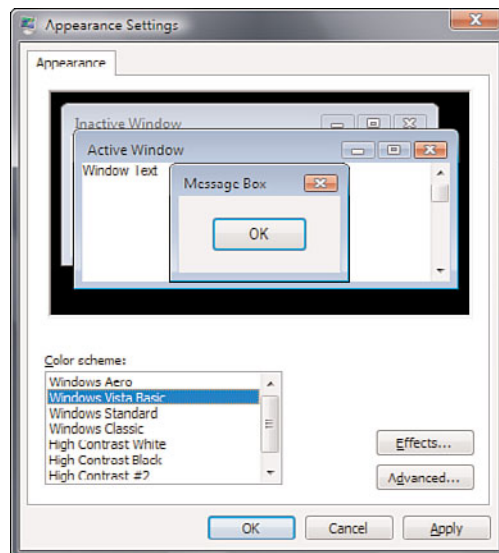 Appearance Settings
Appearance
Inactive Window
Active Window
Window Text
Message Box
OK
Color scheme:
Windows Aero
Windows Vista Basic
Windows Standard
Windows Classic
High Contrast White
High Contrast Black
High Contrast #2
Effects...
Advanced...
OK Cancel Apply